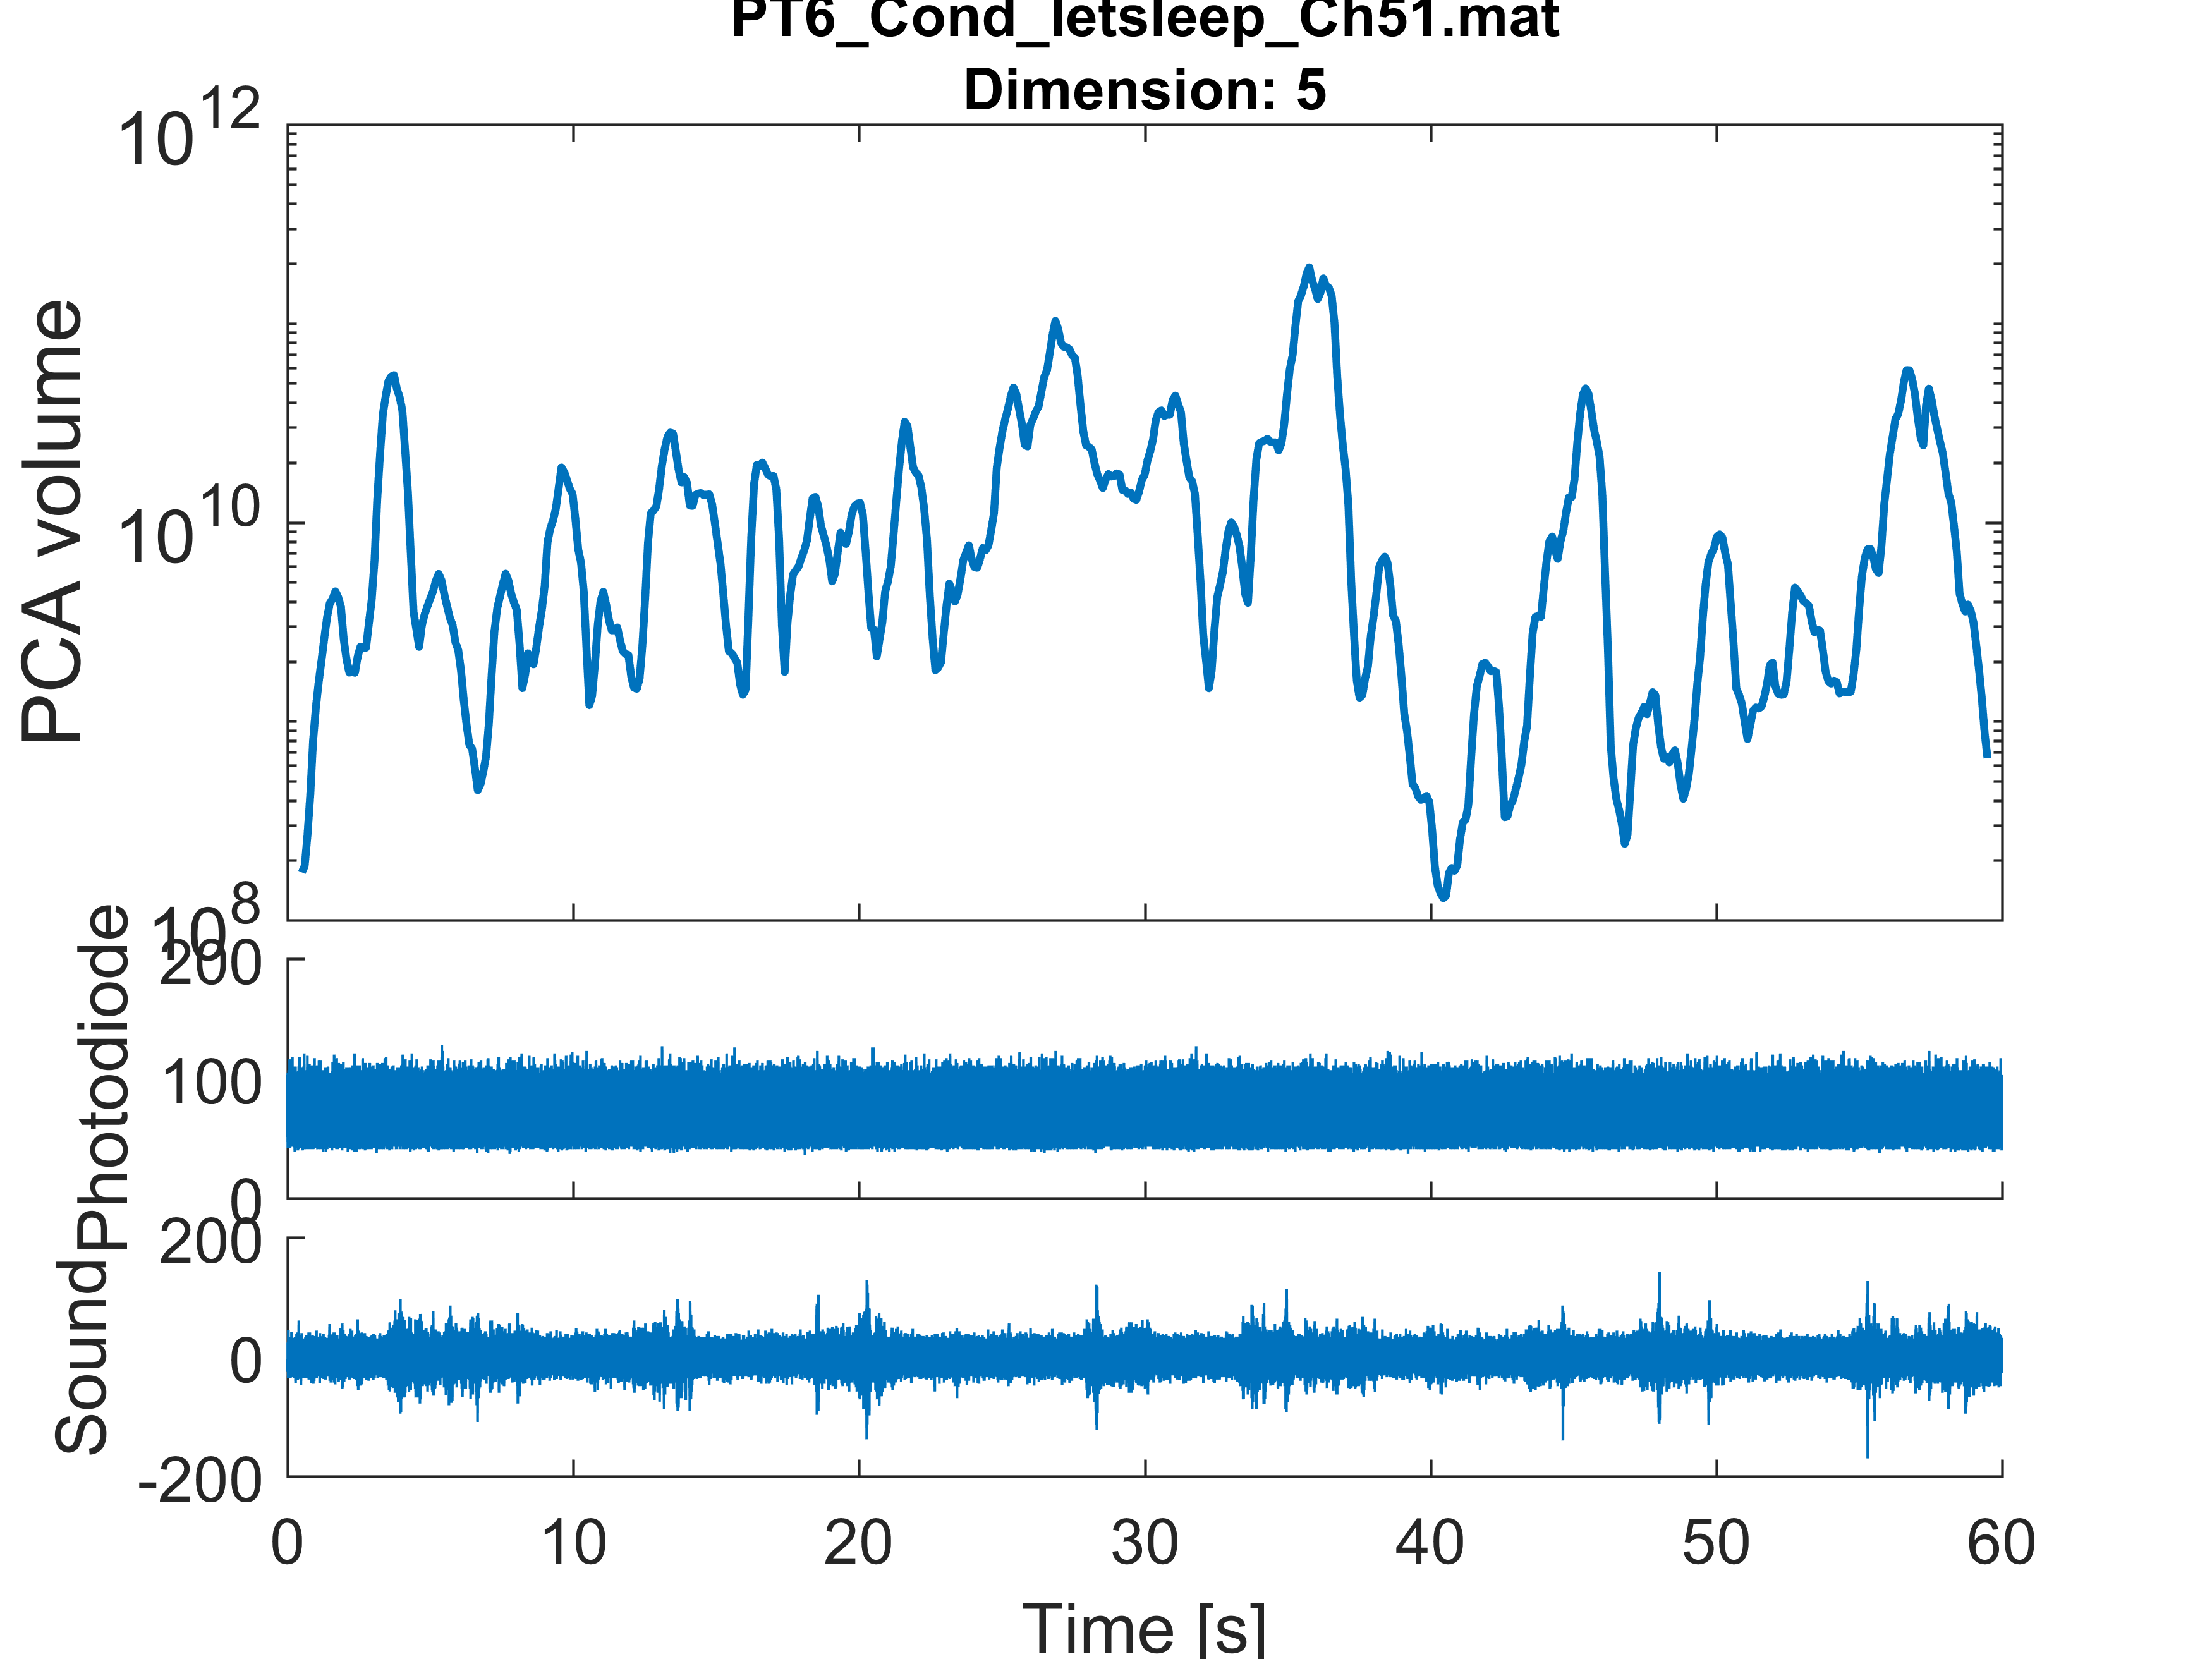 PT6_Cond_letsleep_Ch51.mat
Dimension: 5
10^12
10^10
10^8
PCA volume
200
100
0
Photodiode
200
0
-200
Sound
0 10 20 30 40 50 60
Time [s]